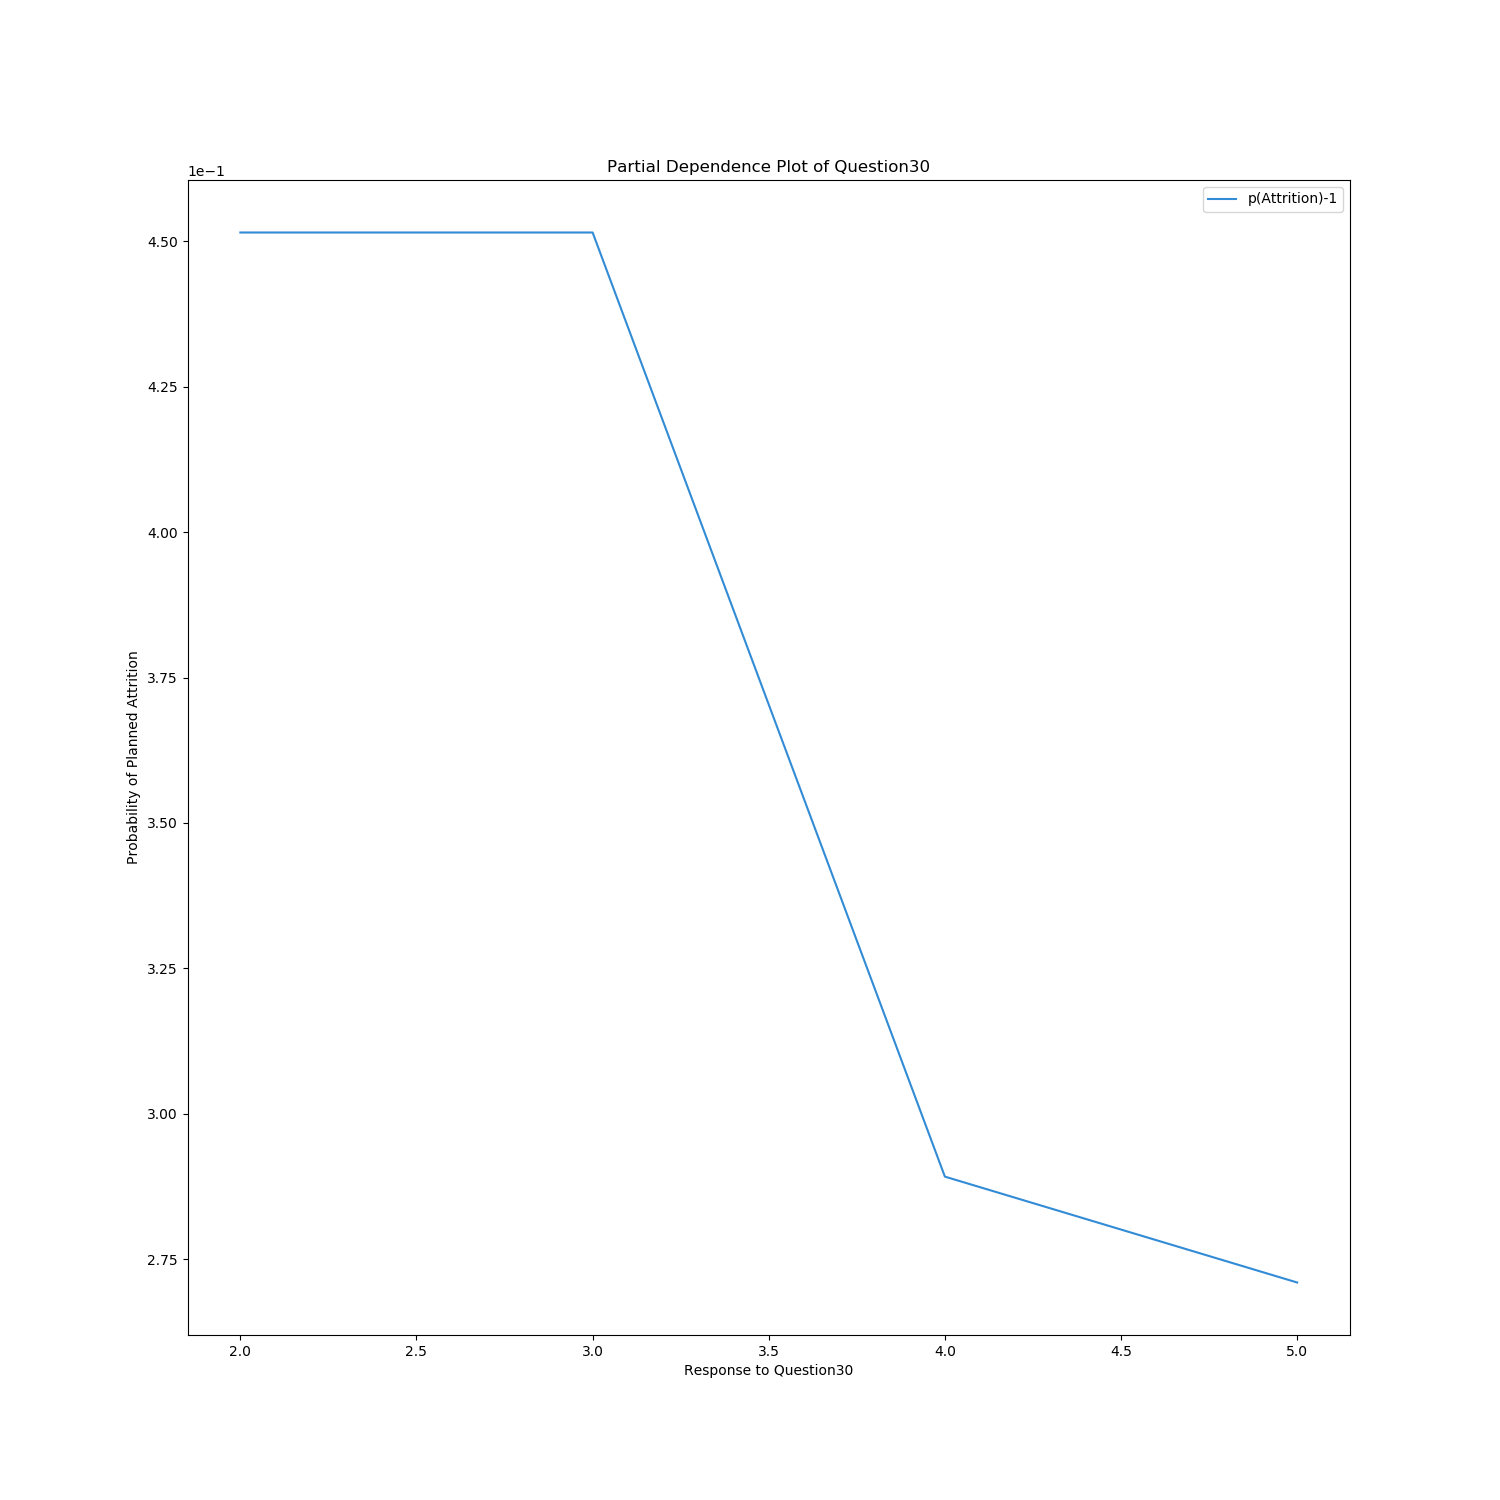 Partial Dependence Plot of Question30
1e−1
p(Attrition)-1
4.50
4.25
4.00
3.75
3.50
3.25
3.00
2.75
Probability of Planned Attrition
2.0 2.5 3.0 3.5 4.0 4.5 5.0
Response to Question30